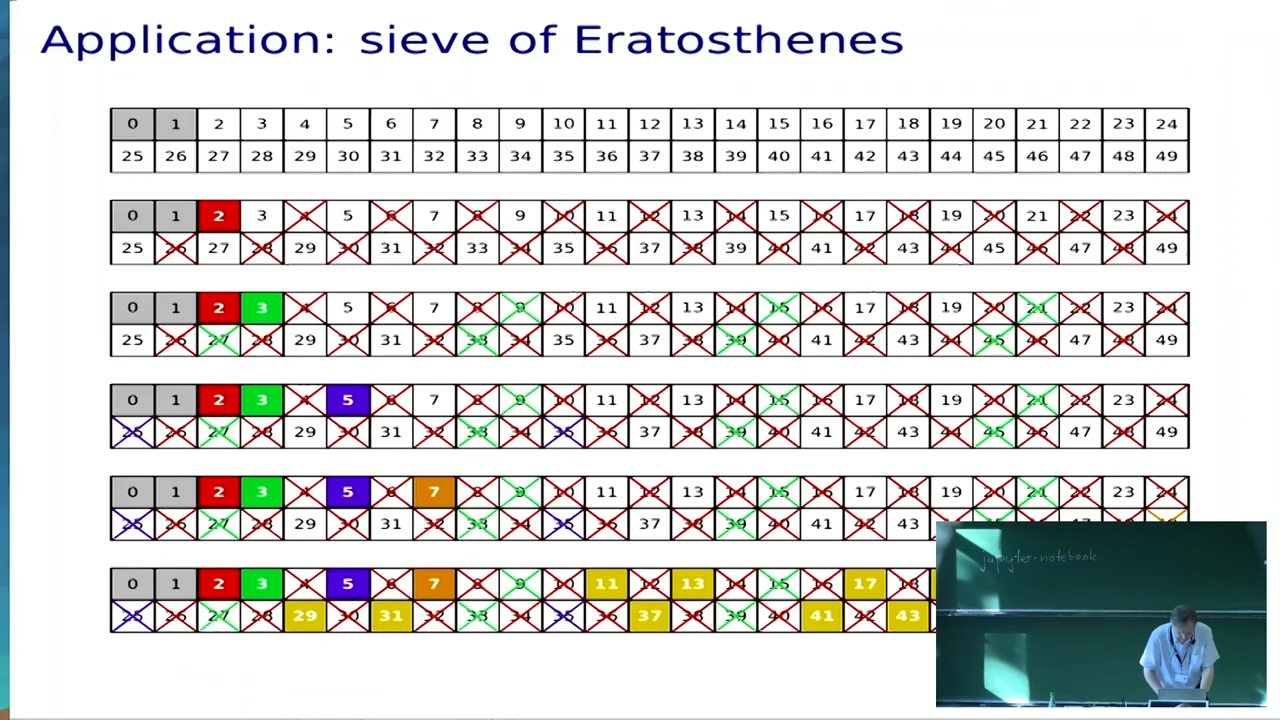 Application: sieve of Eratosthenes
0 1 2 3 4 5 6 7 8 9 10 11 12 13 14 15 16 17 18 19 20 21 22 23 24
25 26 27 28 29 30 31 32 33 34 35 36 37 38 39 40 41 42 43 44 45 46 47 48 49
0 1 2 3 4 5 6 7 8 9 10 11 12 13 14 15 16 17 18 19 20 21 22 23 24
25 26 27 28 29 30 31 32 33 34 35 36 37 38 39 40 41 42 43 44 45 46 47 48 49
0 1 2 3 4 5 6 7 8 9 10 11 12 13 14 15 16 17 18 19 20 21 22 23 24
25 26 27 28 29 30 31 32 33 34 35 36 37 38 39 40 41 42 43 44 45 46 47 48 49
0 1 2 3 4 5 6 7 8 9 10 11 12 13 14 15 16 17 18 19 20 21 22 23 24
25 26 27 28 29 30 31 32 33 34 35 36 37 38 39 40 41 42 43 44 45 46 47 48 49
0 1 2 3 4 5 6 7 8 9 10 11 12 13 14 15 16 17 18 19 20 21 22 23 24
25 26 27 28 29 30 31 32 33 34 35 36 37 38 39 40 41 42 43
jupyter-notebook
0 1 2 3 4 5 6 7 8 9 10 11 12 13 14 15 16 17 18
25 26 27 28 29 30 31 32 33 34 35 36 37 38 39 40 41 42 43